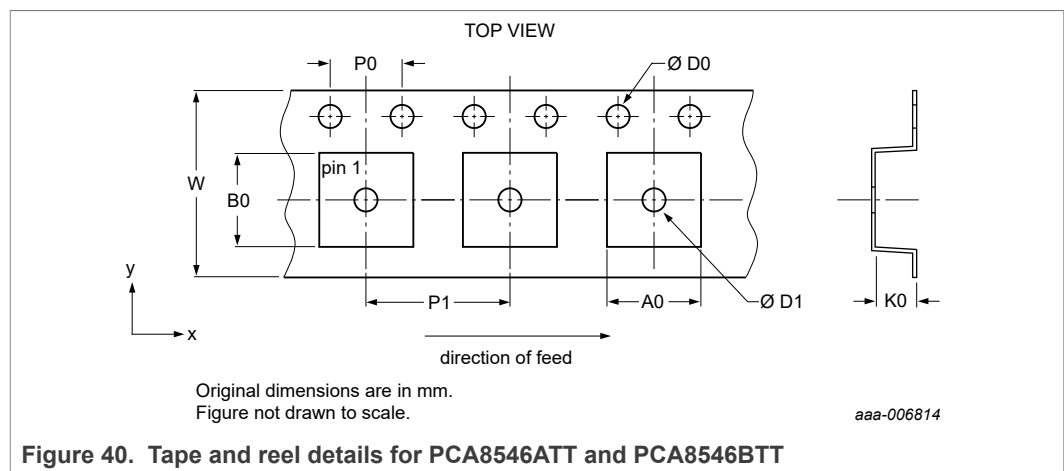 TOP VIEW
P0
Ø D0
pin 1
W
B0
y
x
P1
A0
Ø D1
K0
direction of feed
Original dimensions are in mm.
Figure not drawn to scale.
aaa-006814
Figure 40. Tape and reel details for PCA8546ATT and PCA8546BTT